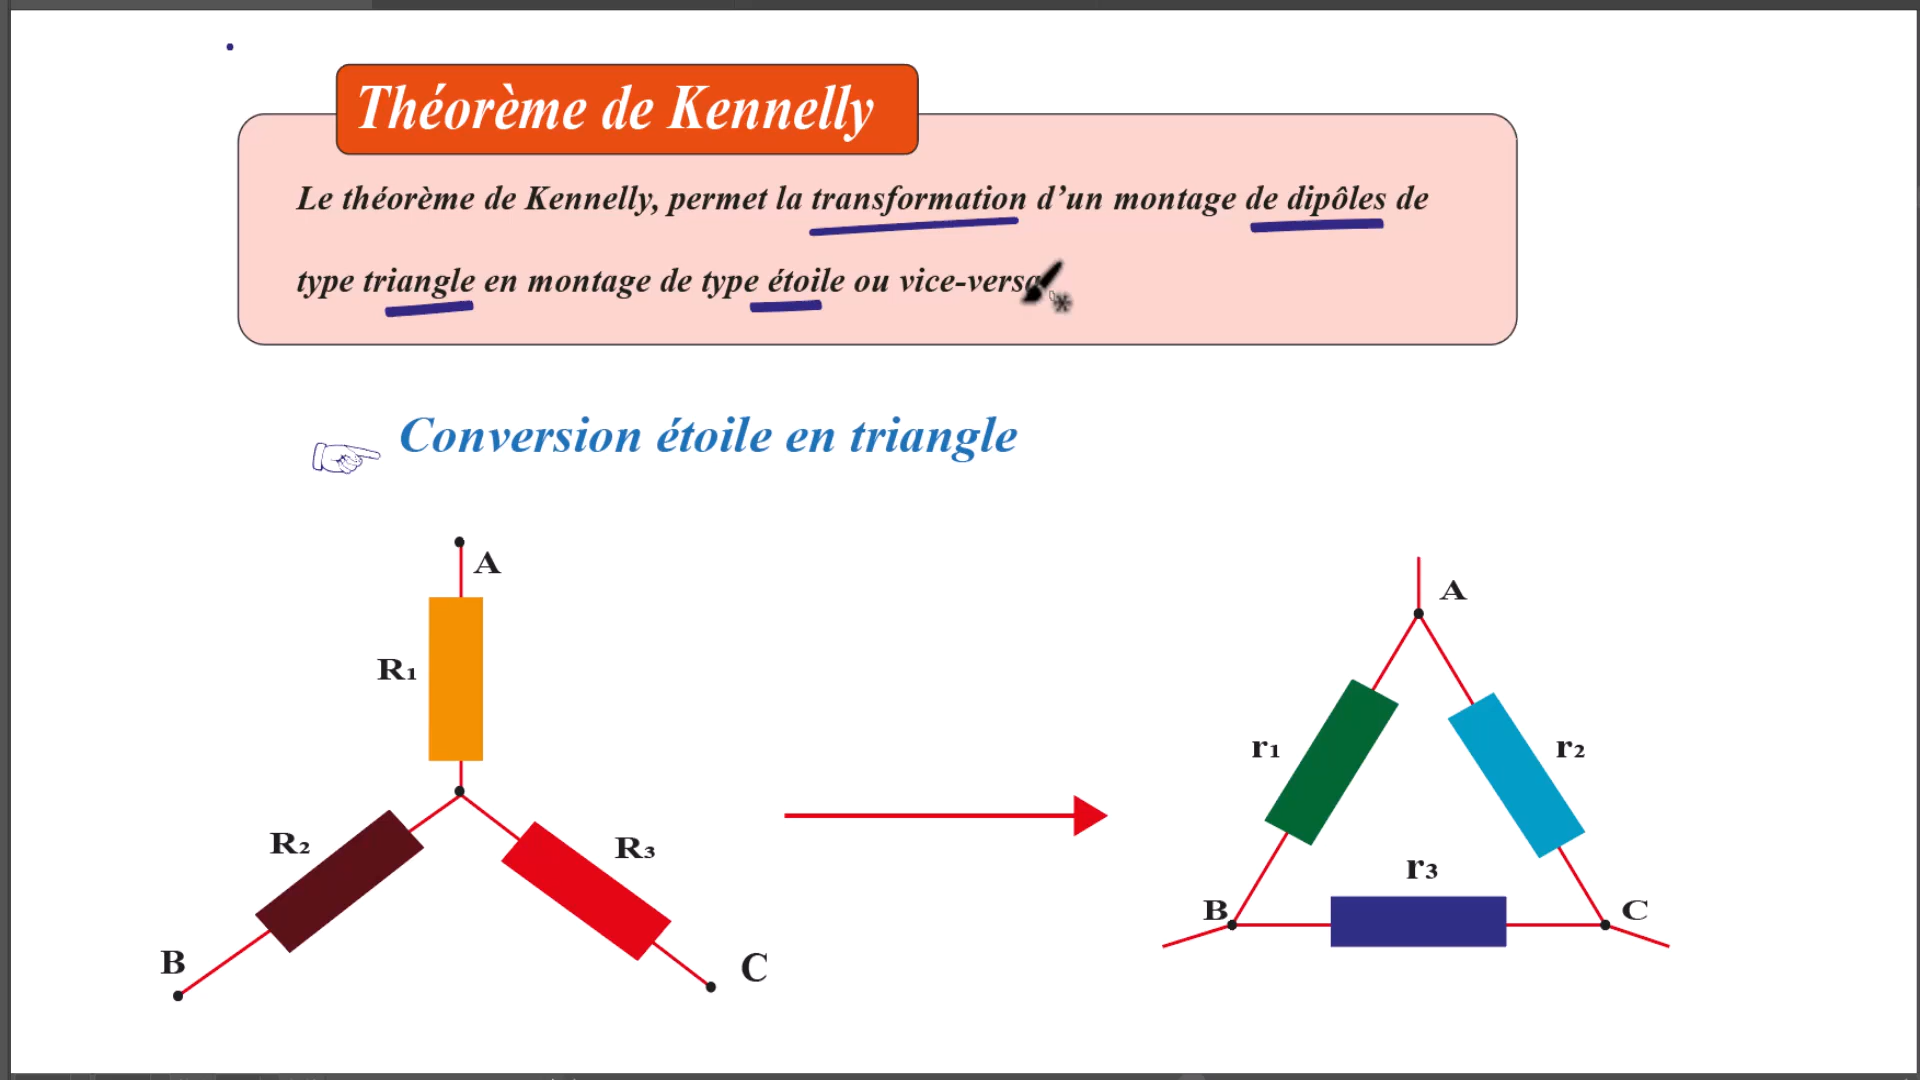 Théorème de Kennelly
Le théorème de Kennelly, permet la transformation d’un montage de dipôles de
type triangle en montage de type étoile ou vice-versa
Conversion étoile en triangle
A
A
R₁
r₁
r₂
R₂
R₃
r₃
B
C
B
C